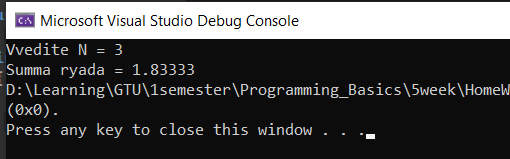 Microsoft Visual Studio Debug Console
Vvedite N = 3
Summa ryada = 1.83333
D:\Learning\GTU\1semester\Programming_Basics\5week\HomeW
(0x0).
Press any key to close this window . . .